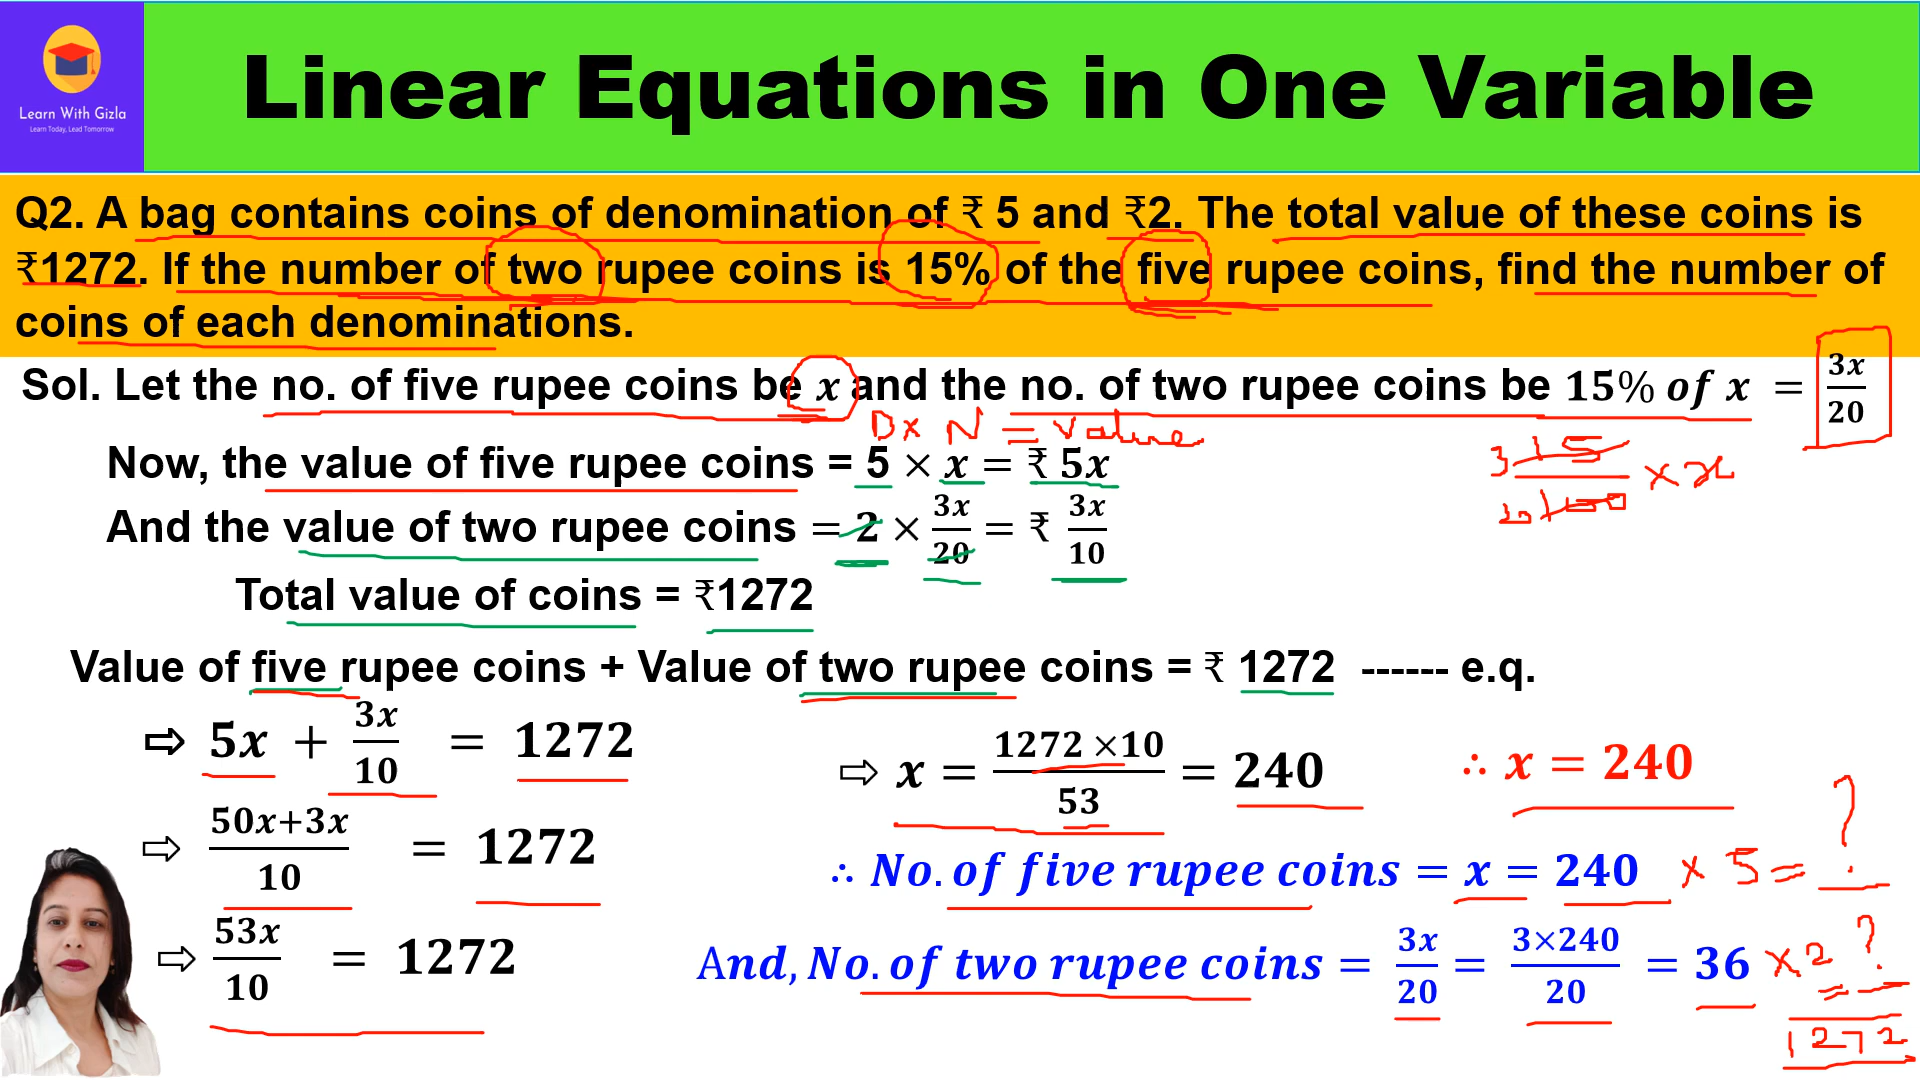 Learn With Gizla
Learn Today, Lead Tomorrow
Linear Equations in One Variable
Q2. A bag contains coins of denomination of ₹ 5 and ₹2. The total value of these coins is
₹1272. If the number of two rupee coins is 15% of the five rupee coins, find the number of
coins of each denominations.
Sol. Let the no. of five rupee coins be x and the no. of two rupee coins be 15% of x = 3x/20
D x N = Value
Now, the value of five rupee coins = 5 × x = ₹ 5x
3 15/100 20 × x
And the value of two rupee coins = 2 × 3x/20 = ₹ 3x/10
Total value of coins = ₹1272
Value of five rupee coins + Value of two rupee coins = ₹ 1272 ------ e.q.
⇨ 5x + 3x/10 = 1272
⇨ 50x+3x/10 = 1272
⇨ 53x/10 = 1272
⇨ x = 1272 ×10/53 = 240 ∴ x = 240
∴ No. of five rupee coins = x = 240 × 5 = ?
And, No. of two rupee coins = 3x/20 = 3×240/20 = 36 × 2 = ?
1272